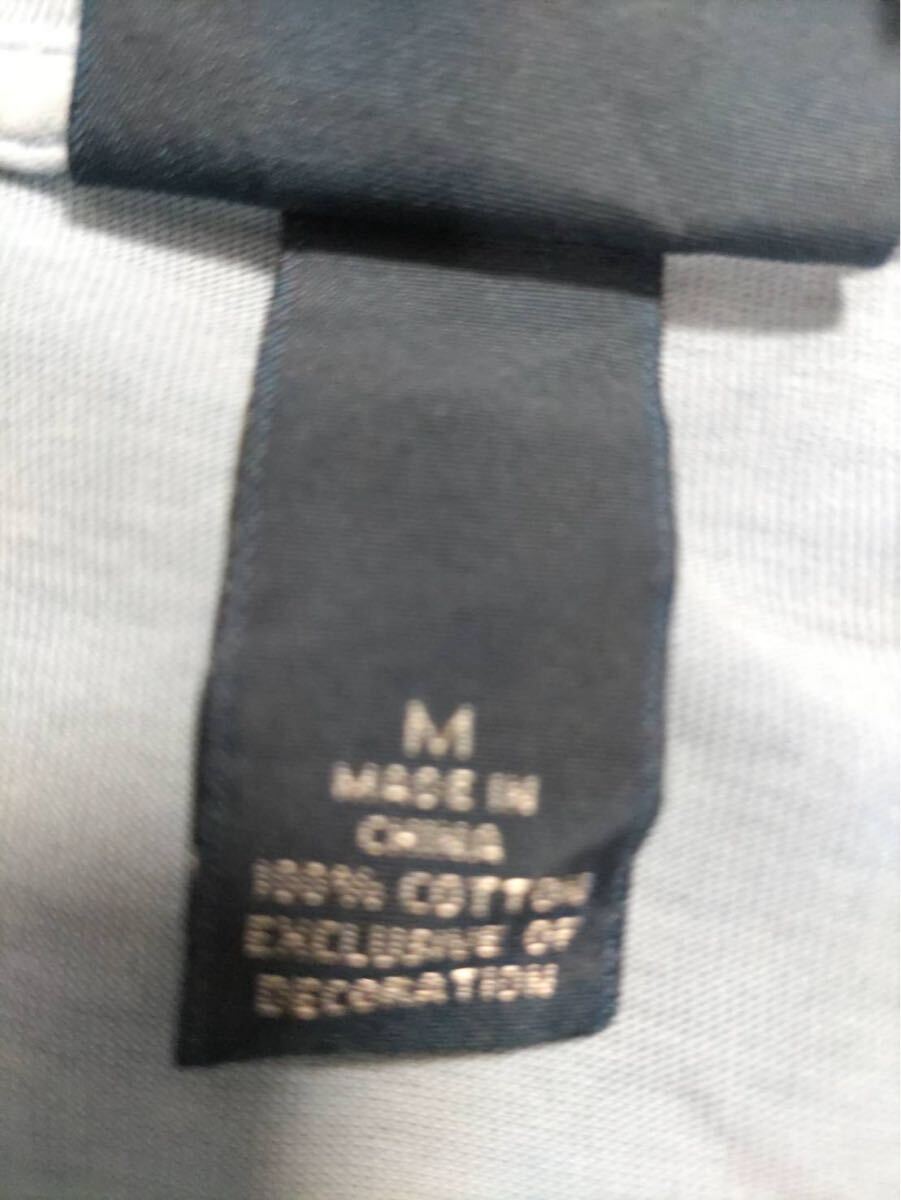 M
MADE IN
CHINA
100% COTTON
EXCLUSIVE OF
DECORATION